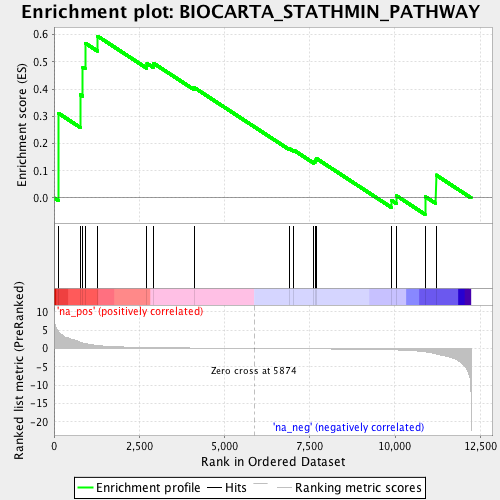 Enrichment plot: BIOCARTA_STATHMIN_PATHWAY
Enrichment score (ES)
0.6
0.5
0.4
0.3
0.2
0.1
0.0
'na_pos' (positively correlated)
Ranked list metric (PreRanked)
10
5
0
-5
-10
-15
-20
Zero cross at 5874
'na_neg' (negatively correlated)
0
2,500
5,000
7,500
10,000
12,500
Rank in Ordered Dataset
Enrichment profile
Hits
Ranking metric scores